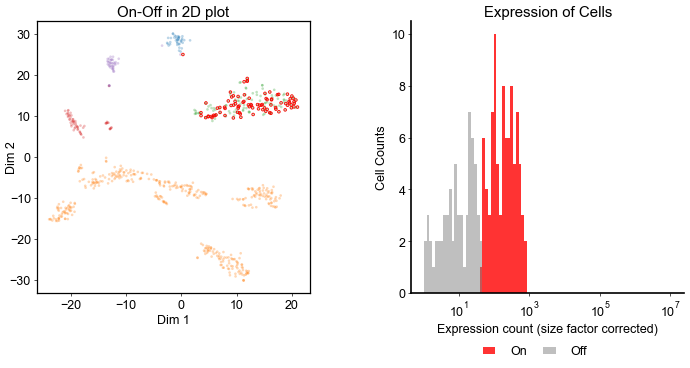 On-Off in 2D plot
30
20
10
0
−10
−20
−30
Dim 2
−20 −10 0 10 20
Dim 1
Expression of Cells
10
8
6
4
2
0
Cell Counts
10^1 10^3 10^5 10^7
Expression count (size factor corrected)
On Off